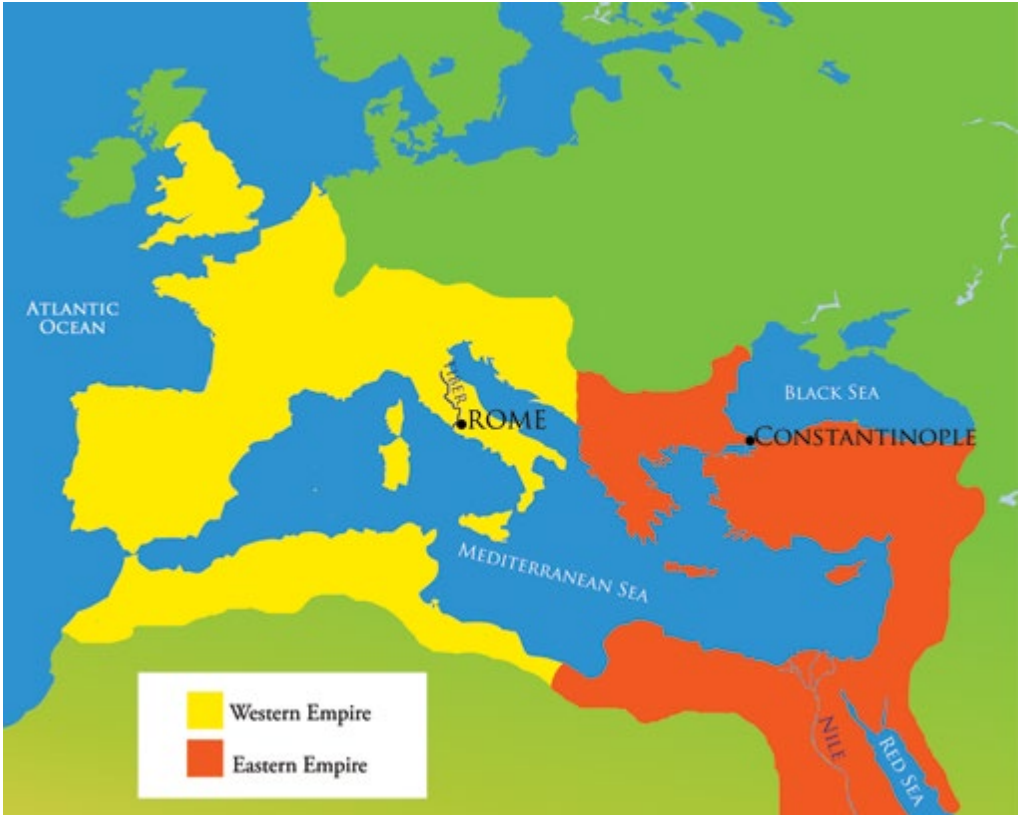 ATLANTIC
OCEAN
TIBER
ROME
BLACK SEA
CONSTANTINOPLE
MEDITERRANEAN SEA
NILE
RED SEA
Western Empire
Eastern Empire